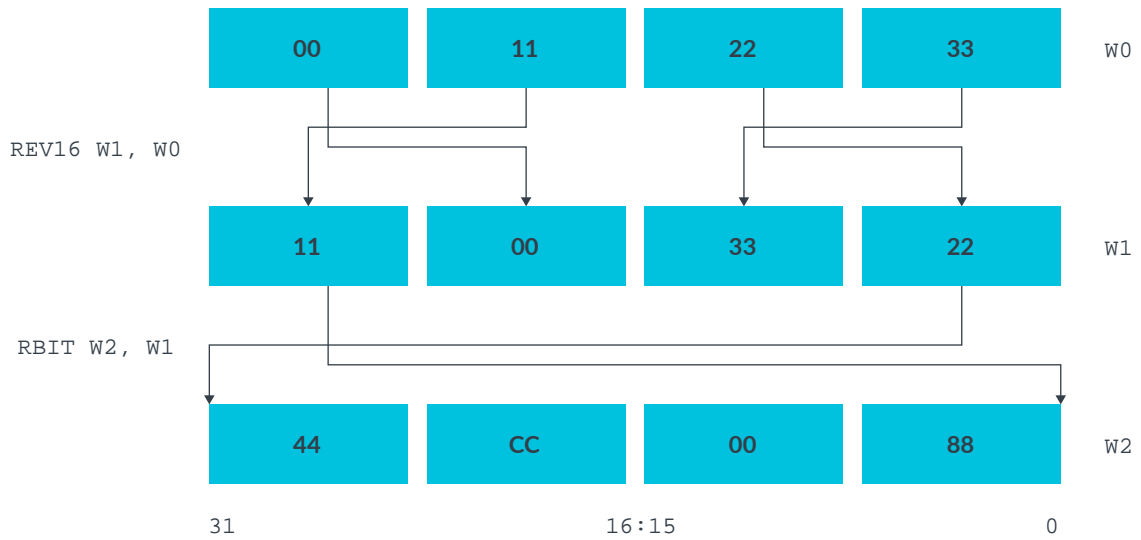 00 11 22 33 W0
REV16 W1, W0
11 00 33 22 W1
RBIT W2, W1
44 CC 00 88 W2
31 16:15 0